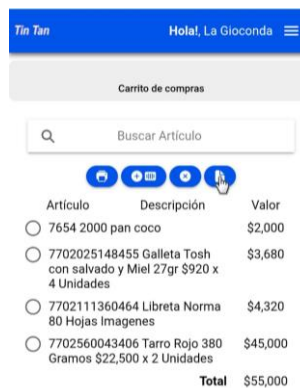 Tin Tan
Hola!, La Gioconda
Carrito de compras
Buscar Artículo
Artículo Descripción Valor
7654 2000 pan coco $2,000
7702025148455 Galleta Tosh $3,680
con salvado y Miel 27gr $920 x
4 Unidades
7702111360464 Libreta Norma $4,320
80 Hojas Imagenes
7702560043406 Tarro Rojo 380 $45,000
Gramos $22,500 x 2 Unidades
Total $55,000